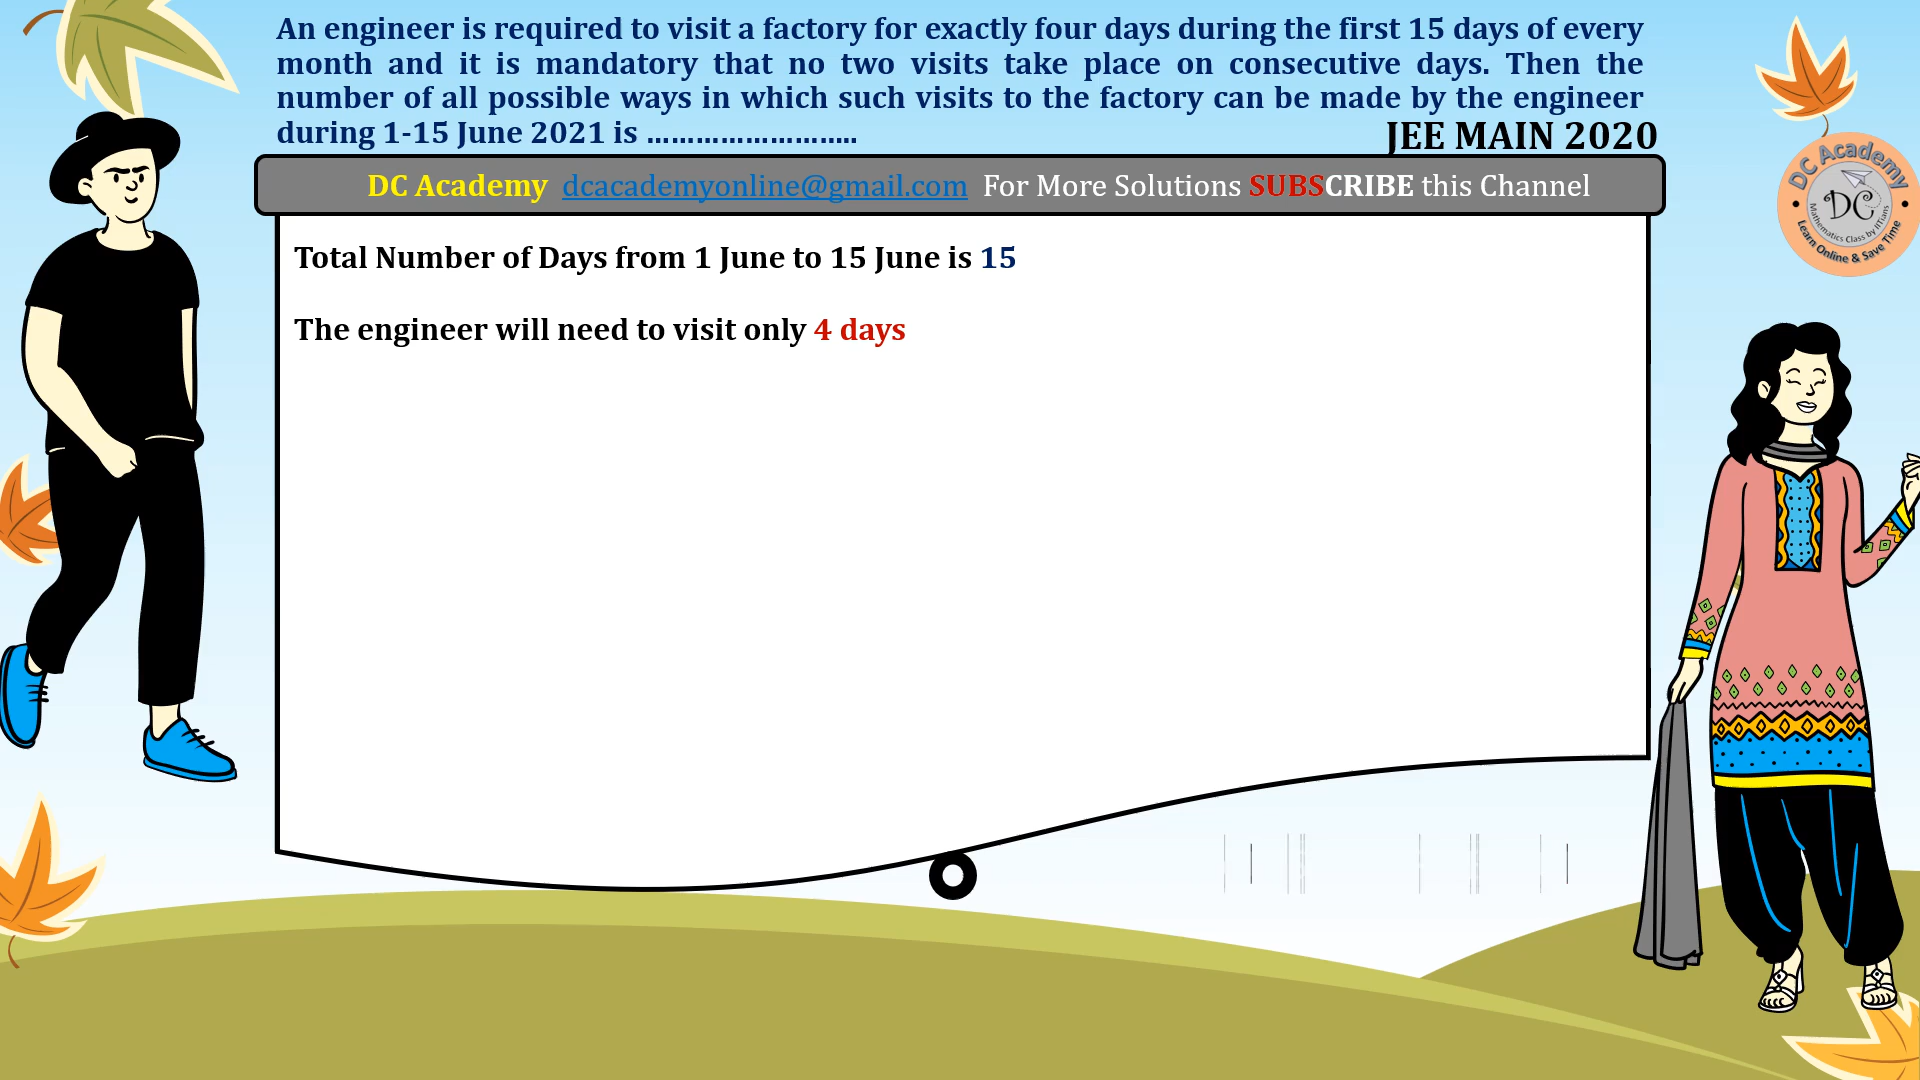 An engineer is required to visit a factory for exactly four days during the first 15 days of every
month and it is mandatory that no two visits take place on consecutive days. Then the
number of all possible ways in which such visits to the factory can be made by the engineer
during 1-15 June 2021 is ……………………..
JEE MAIN 2020
DC Academy dcacademyonline@gmail.com For More Solutions SUBSCRIBE this Channel
DC Academy
DC
Mathematics Class by IITians
Learn Online & Save Time
Total Number of Days from 1 June to 15 June is 15
The engineer will need to visit only 4 days